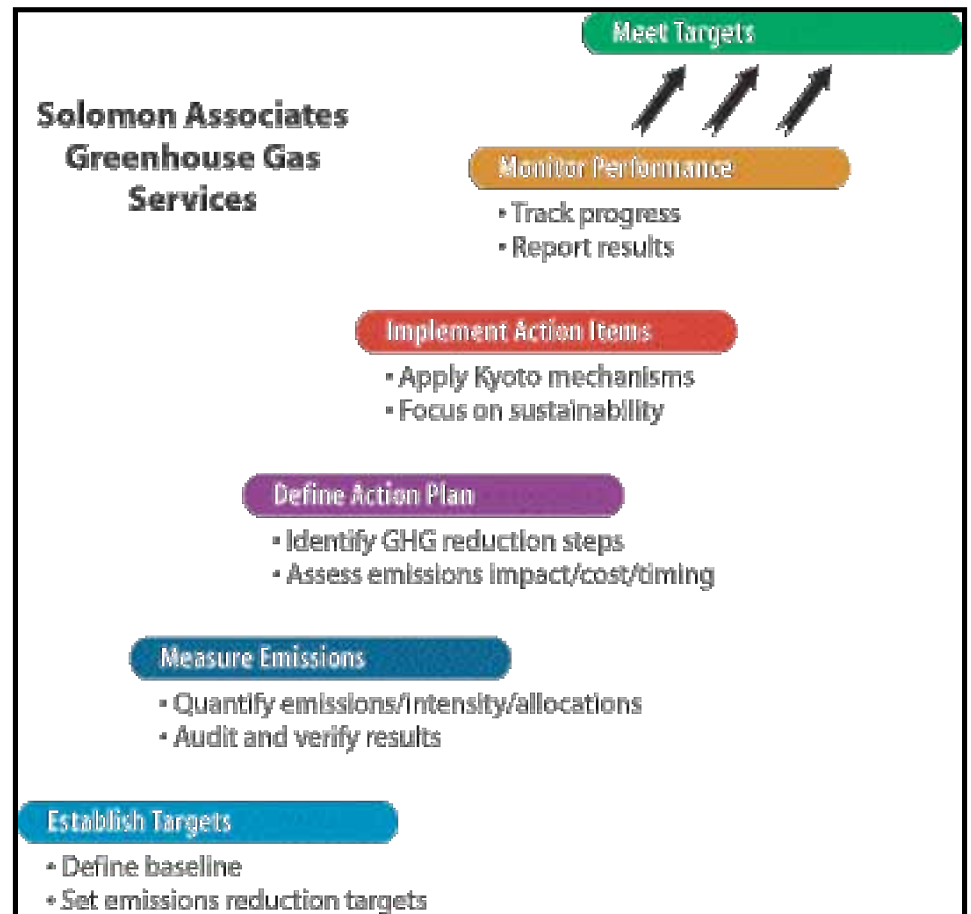 Meet Targets
Solomon Associates
Greenhouse Gas
Services
Monitor Performance
• Track progress
• Report results
Implement Action Items
• Apply Kyoto mechanisms
• Focus on sustainability
Define Action Plan
• Identify GHG reduction steps
• Assess emissions impact/cost/timing
Measure Emissions
• Quantify emissions/intensity/allocations
• Audit and verify results
Establish Targets
• Define baseline
• Set emissions reduction targets